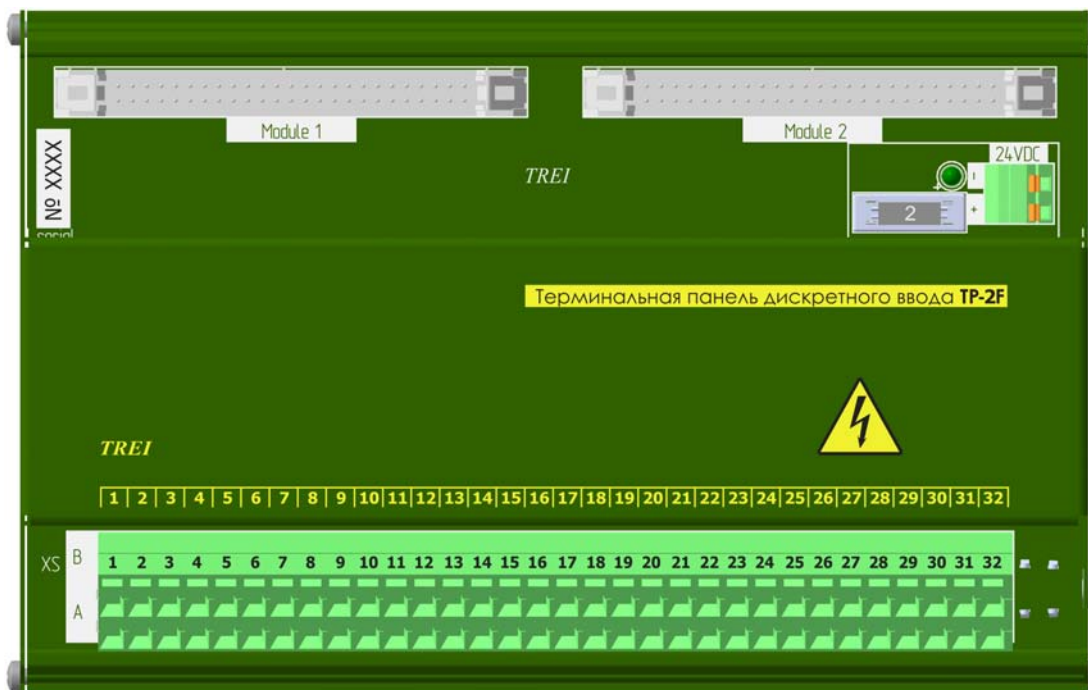 Module 1
Module 2
24VDC
№ XXXX
TREI
−
+
+
2
Терминальная панель дискретного ввода TP-2F
TREI
1 2 3 4 5 6 7 8 9 10 11 12 13 14 15 16 17 18 19 20 21 22 23 24 25 26 27 28 29 30 31 32
XS
B
1 2 3 4 5 6 7 8 9 10 11 12 13 14 15 16 17 18 19 20 21 22 23 24 25 26 27 28 29 30 31 32
A